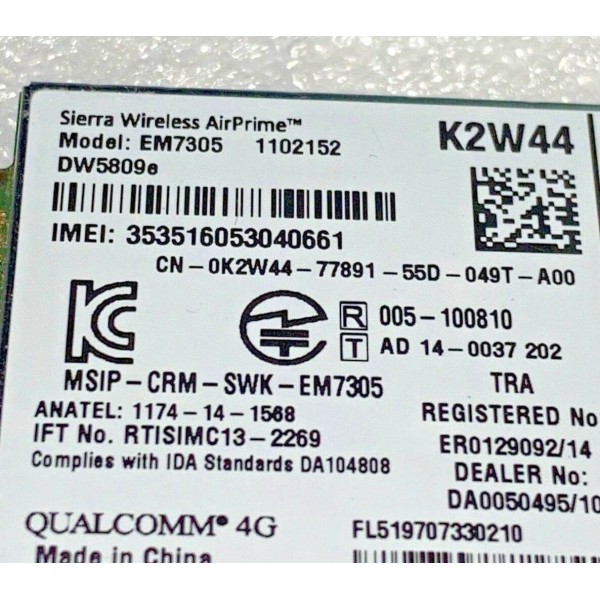 Sierra Wireless AirPrime™
K2W44
Model: EM7305 1102152
DW5809e
IMEI: 353516053040661
CN-0K2W44-77891-55D-049T-A00
R 005-100810
T AD 14-0037 202
MSIP-CRM-SWK-EM7305
TRA
ANATEL: 1174-14-1568
REGISTERED No
IFT No. RTISIMC13-2269
ER0129092/14
Complies with IDA Standards DA104808
DEALER No:
DA0050495/10
QUALCOMM® 4G
FL519707330210
Made in China